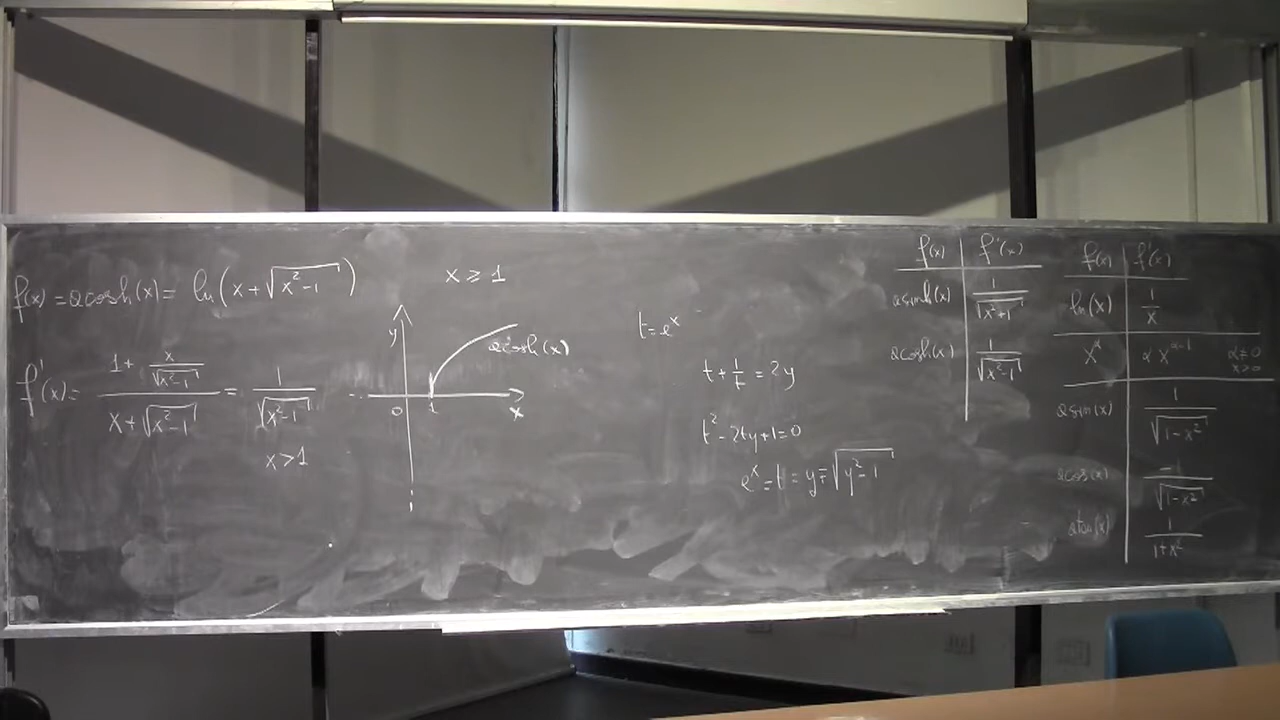 f(x) = acosh(x) = ln(x+√(x²-1))
x ≥ 1
f'(x) = (1 + x/√(x²-1)) / (x+√(x²-1)) = 1/√(x²-1)
x>1
y
acosh(x)
0 1 x
t=e^x
t + 1/t = 2y
t² - 2ty + 1 = 0
e^x = t = y ∓ √(y²-1)
f(x) f'(x)
asinh(x) 1/√(x²+1)
acosh(x) 1/√(x²-1)
f(x) f'(x)
ln(x) 1/x
x^α α x^(α-1) α≠0 x>0
asin(x) 1/√(1-x²)
acos(x) -1/√(1-x²)
atan(x) 1/(1+x²)